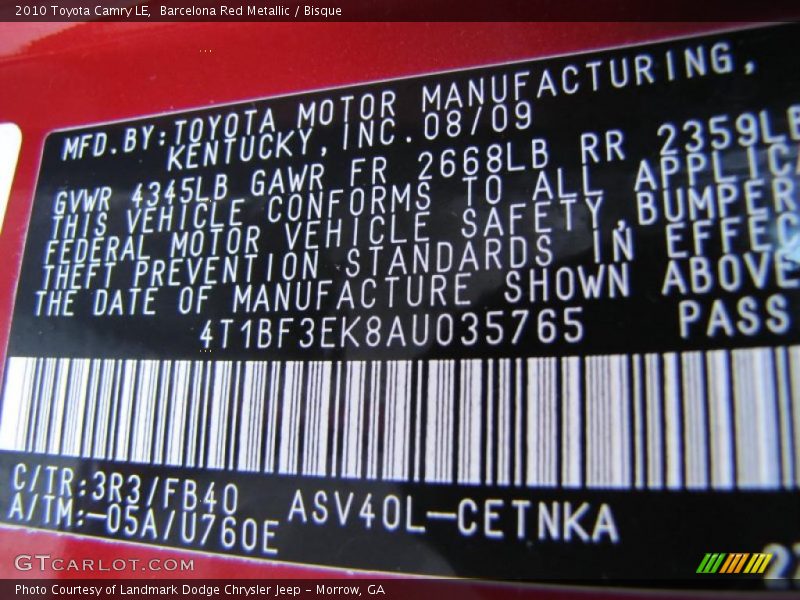 2010 Toyota Camry LE, Barcelona Red Metallic / Bisque
MFD.BY:TOYOTA MOTOR MANUFACTURING,
KENTUCKY,INC.08/09
GVWR 4345LB GAWR FR 2668LB RR 2359LB
THIS VEHICLE CONFORMS TO ALL APPLICA
FEDERAL MOTOR VEHICLE SAFETY,BUMPER
THEFT PREVENTION STANDARDS IN EFFEC
THE DATE OF MANUFACTURE SHOWN ABOVE
4T1BF3EK8AU035765 PASS
C/TR:3R3/FB40 ASV40L-CETNKA
A/TM:-05A/U760E
GTCARLOT.COM
Photo Courtesy of Landmark Dodge Chrysler Jeep - Morrow, GA